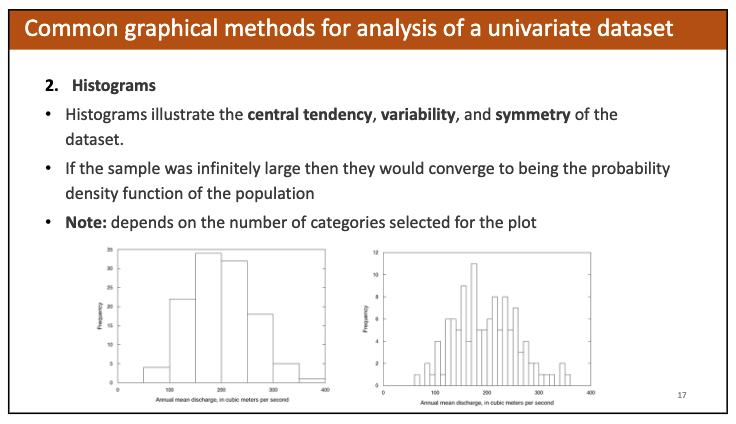 Common graphical methods for analysis of a univariate dataset
2. Histograms
• Histograms illustrate the central tendency, variability, and symmetry of the
dataset.
• If the sample was infinitely large then they would converge to being the probability
density function of the population
• Note: depends on the number of categories selected for the plot
35
30
25
20
15
10
5
0
Frequency
0 100 200 300 400
Annual mean discharge, in cubic meters per second
12
10
8
6
4
2
0
Frequency
0 100 200 300 400
Annual mean discharge, in cubic meters per second
17